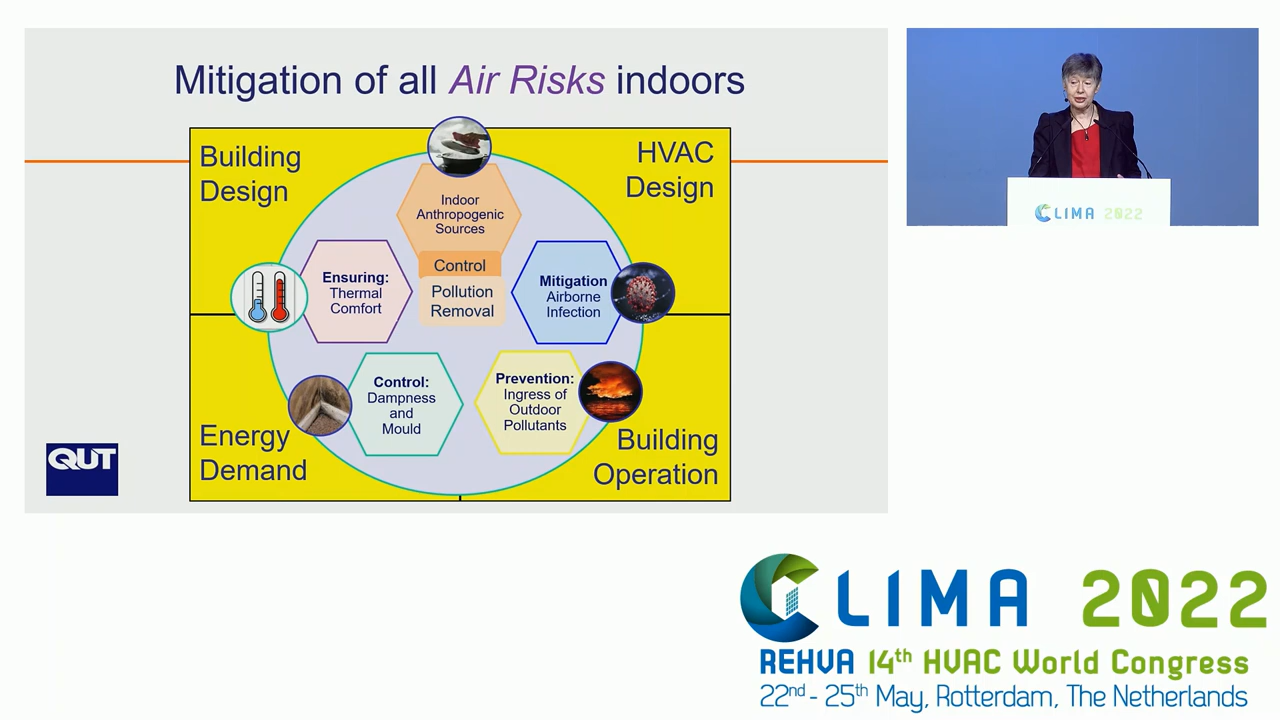 Mitigation of all Air Risks indoors
Building
Design
HVAC
Design
Indoor
Anthropogenic
Sources
Control
Pollution
Removal
Ensuring:
Thermal
Comfort
Mitigation
Airborne
Infection
Control:
Dampness
and
Mould
Prevention:
Ingress of
Outdoor
Pollutants
Energy
Demand
Building
Operation
QUT
CLIMA 2022
CLIMA 2022
REHVA 14th HVAC World Congress
22nd - 25th May, Rotterdam, The Netherlands